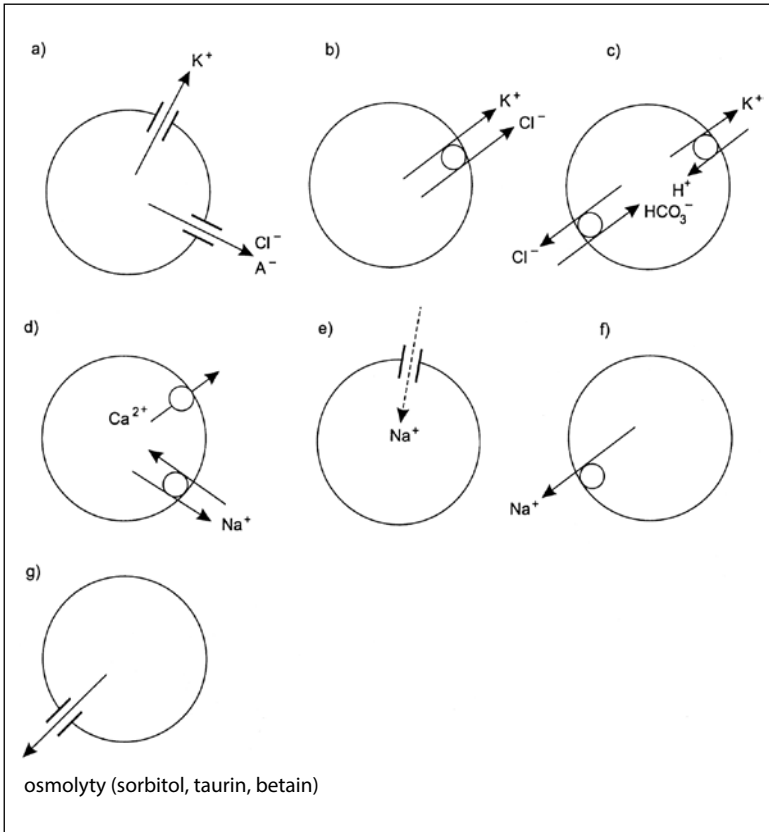 a)
K⁺
Cl⁻
A⁻
b)
K⁺
Cl⁻
c)
K⁺
H⁺
HCO₃⁻
Cl⁻
d)
Ca²⁺
Na⁺
e)
Na⁺
f)
Na⁺
g)
osmolyty (sorbitol, taurin, betain)